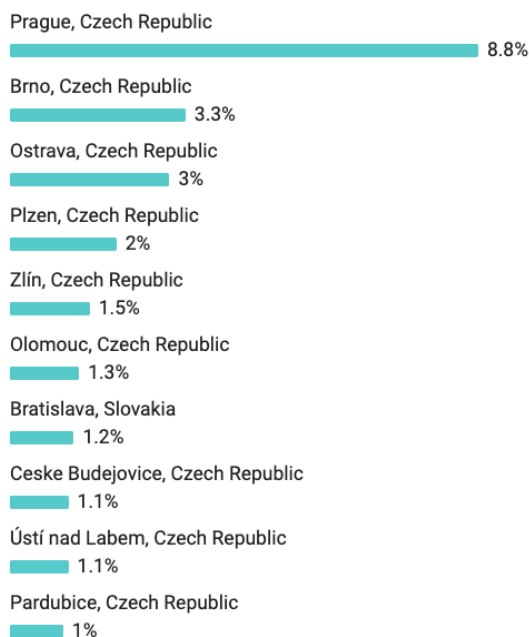 Prague, Czech Republic
8.8%
Brno, Czech Republic
3.3%
Ostrava, Czech Republic
3%
Plzen, Czech Republic
2%
Zlín, Czech Republic
1.5%
Olomouc, Czech Republic
1.3%
Bratislava, Slovakia
1.2%
Ceske Budejovice, Czech Republic
1.1%
Ústí nad Labem, Czech Republic
1.1%
Pardubice, Czech Republic
1%